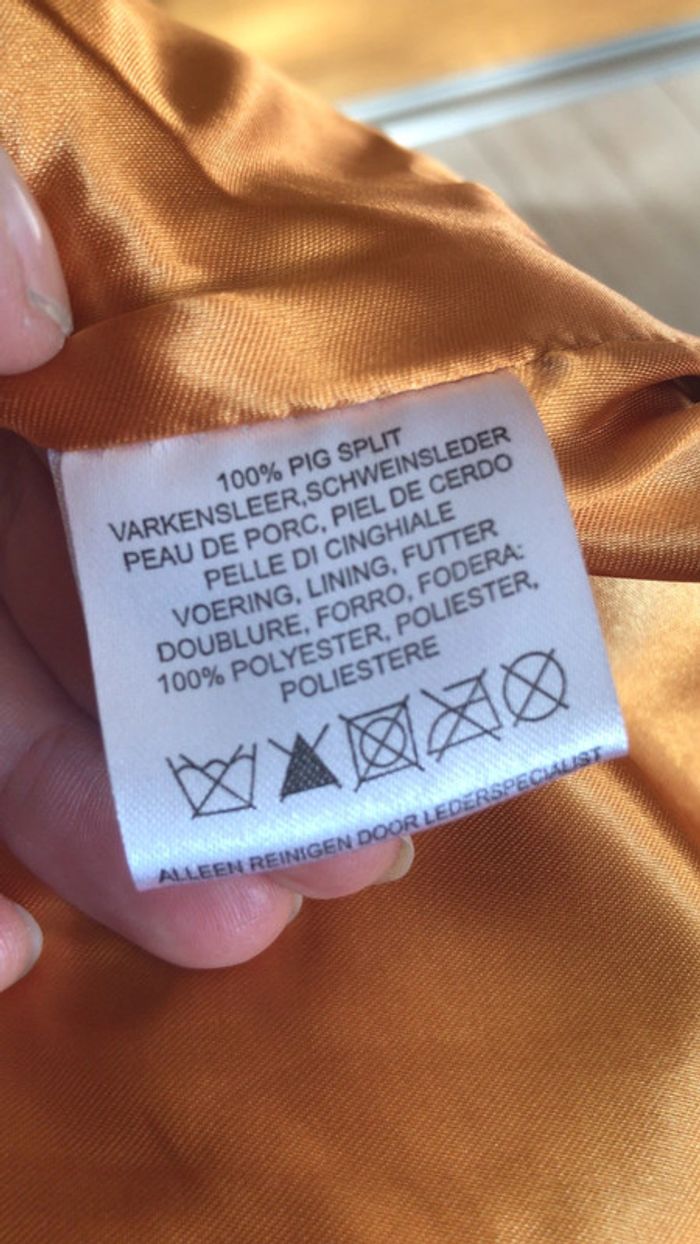 100% PIG SPLIT
VARKENSLEER,SCHWEINSLEDER
PEAU DE PORC, PIEL DE CERDO
PELLE DI CINGHIALE
VOERING, LINING, FUTTER
DOUBLURE, FORRO, FODERA:
100% POLYESTER, POLIESTER,
POLIESTERE
ALLEEN REINIGEN DOOR LEDERSPECIALIST